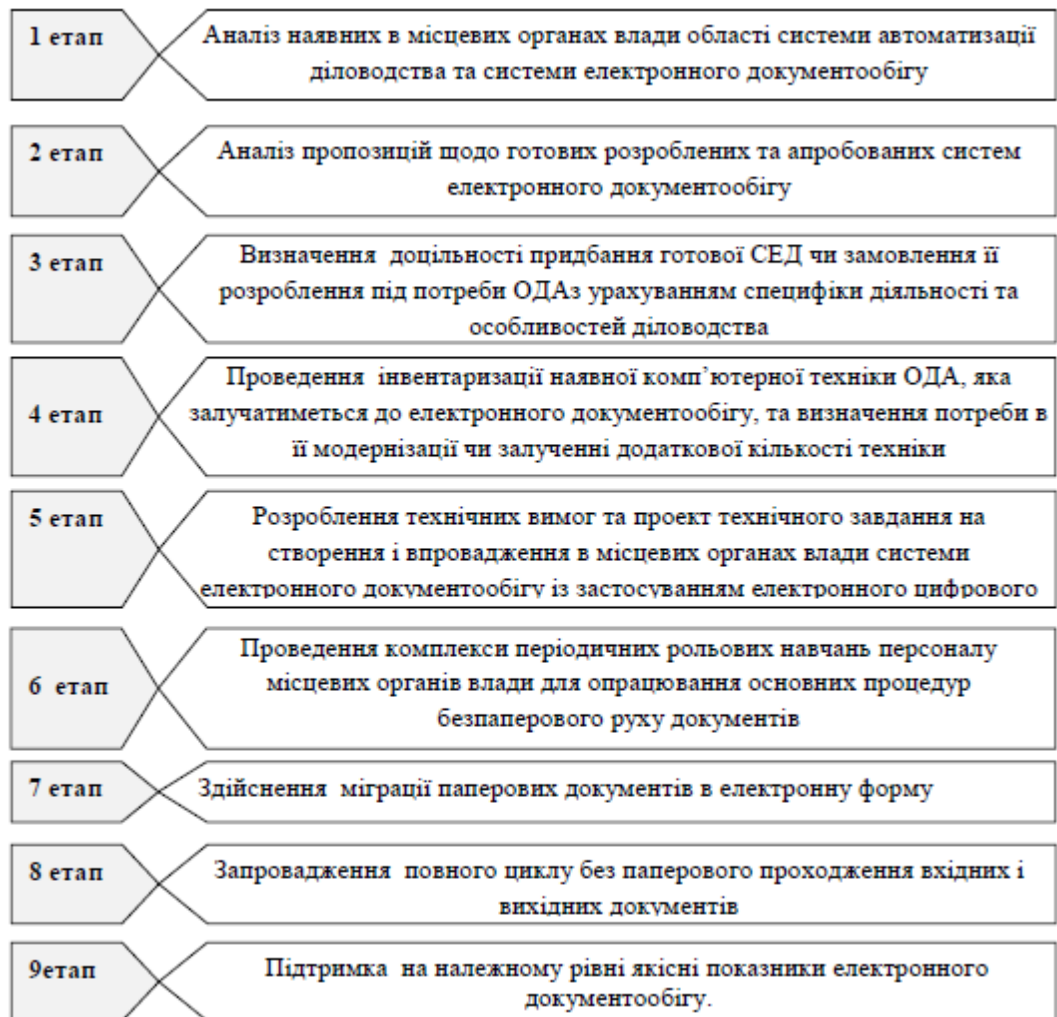 1 етап
Аналіз наявних в місцевих органах влади області системи автоматизації
діловодства та системи електронного документообігу
2 етап
Аналіз пропозицій щодо готових розроблених та апробованих систем
електронного документообігу
3 етап
Визначення доцільності придбання готової СЕД чи замовлення її
розроблення під потреби ОДАз урахуванням специфіки діяльності та
особливостей діловодства
4 етап
Проведення інвентаризації наявної комп’ютерної техніки ОДА, яка
залучатиметься до електронного документообігу, та визначення потреби в
її модернізації чи залученні додаткової кількості техніки
5 етап
Розроблення технічних вимог та проект технічного завдання на
створення і впровадження в місцевих органах влади системи
електронного документообігу із застосуванням електронного цифрового
6 етап
Проведення комплекси періодичних рольових навчань персоналу
місцевих органів влади для опрацювання основних процедур
безпаперового руху документів
7 етап
Здійснення міграції паперових документів в електронну форму
8 етап
Запровадження повного циклу без паперового проходження вхідних і
вихідних документів
9етап
Підтримка на належному рівні якісні показники електронного
документообігу.